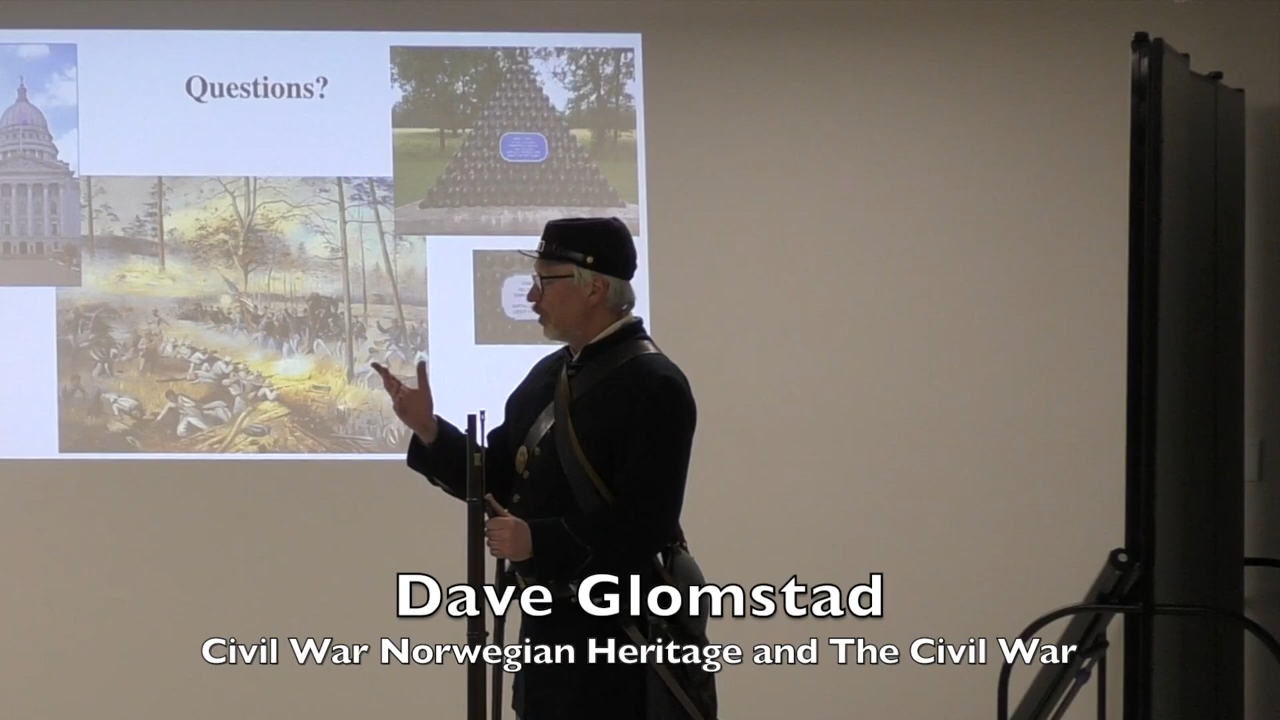 Questions?
Dave Glomstad
Civil War Norwegian Heritage and The Civil War